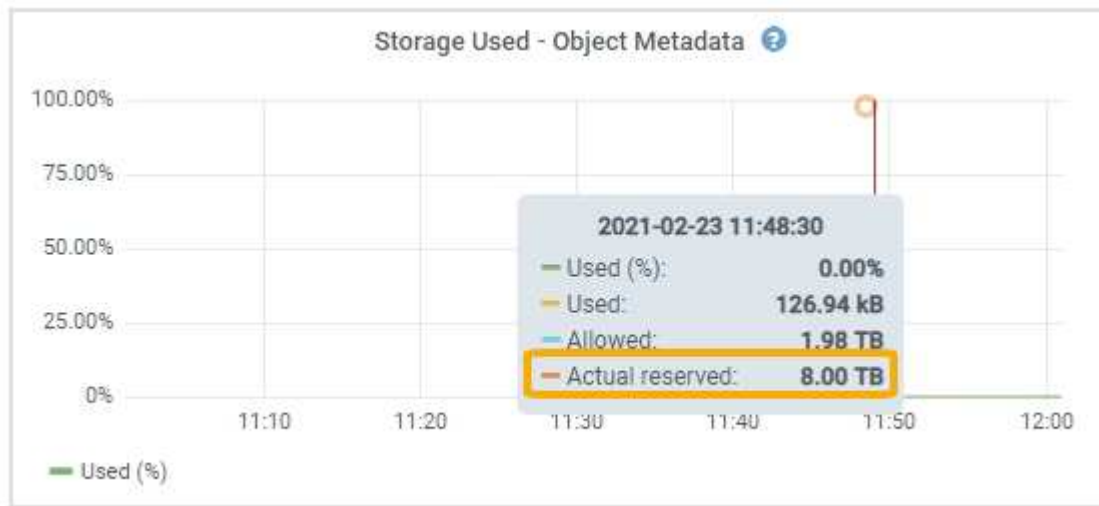 Storage Used - Object Metadata ?
100.00%
75.00%
50.00%
25.00%
0%
2021-02-23 11:48:30
Used (%): 0.00%
Used: 126.94 kB
Allowed: 1.98 TB
Actual reserved: 8.00 TB
11:10 11:20 11:30 11:40 11:50 12:00
Used (%)